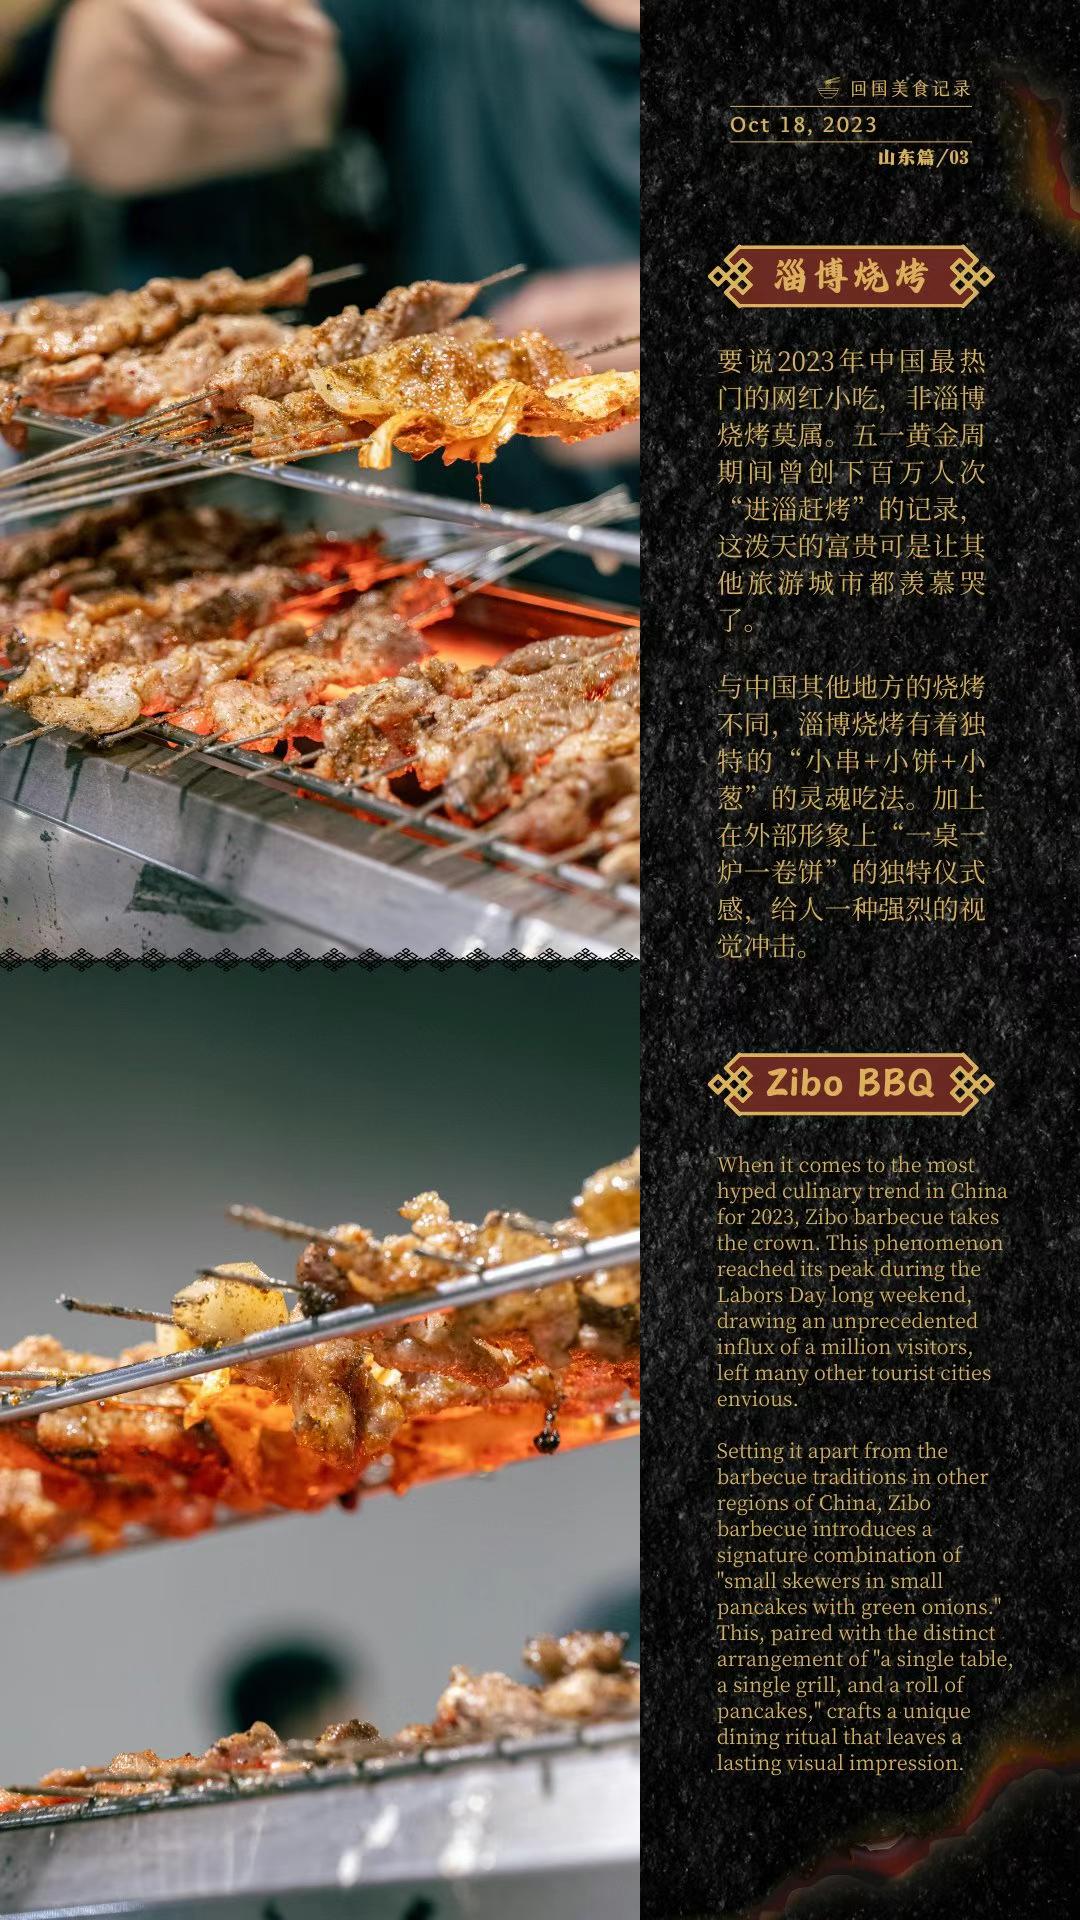 回国美食记录
Oct 18, 2023
山东篇/03
淄博烧烤
要说2023年中国最热
门的网红小吃，非淄博
烧烤莫属。五一黄金周
期间曾创下百万人次
“进淄赶烤”的记录，
这泼天的富贵可是让其
他旅游城市都羡慕哭
了。
与中国其他地方的烧烤
不同，淄博烧烤有着独
特的“小串+小饼+小
葱”的灵魂吃法。加上
在外部形象上“一桌一
炉一卷饼”的独特仪式
感，给人一种强烈的视
觉冲击。
Zibo BBQ
When it comes to the most
hyped culinary trend in China
for 2023, Zibo barbecue takes
the crown. This phenomenon
reached its peak during the
Labors Day long weekend,
drawing an unprecedented
influx of a million visitors,
left many other tourist cities
envious.
Setting it apart from the
barbecue traditions in other
regions of China, Zibo
barbecue introduces a
signature combination of
"small skewers in small
pancakes with green onions."
This, paired with the distinct
arrangement of "a single table,
a single grill, and a roll of
pancakes," crafts a unique
dining ritual that leaves a
lasting visual impression.